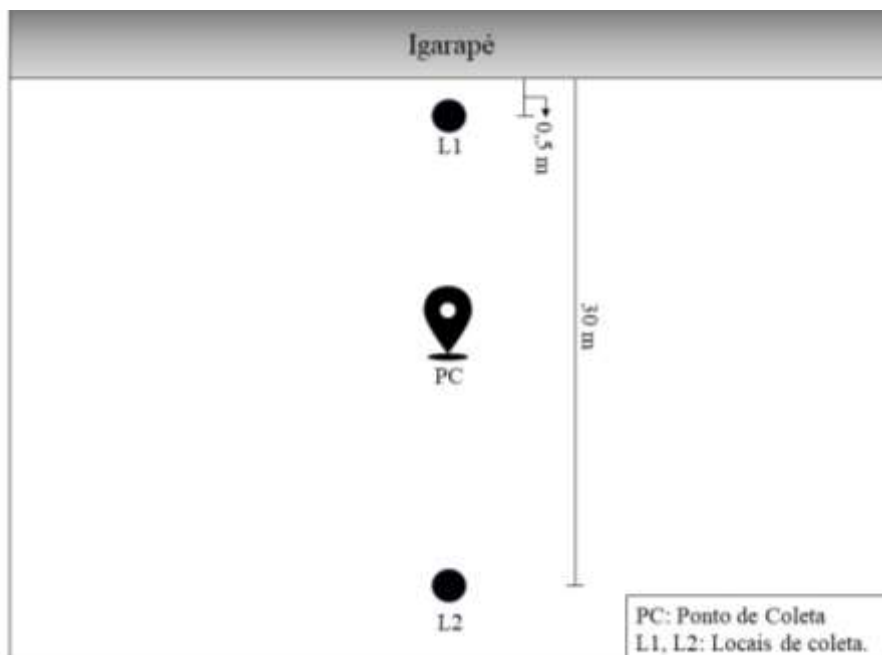 Igarapé
L1
0,5 m
30 m
PC
L2
PC: Ponto de Coleta
L1, L2: Locais de coleta.